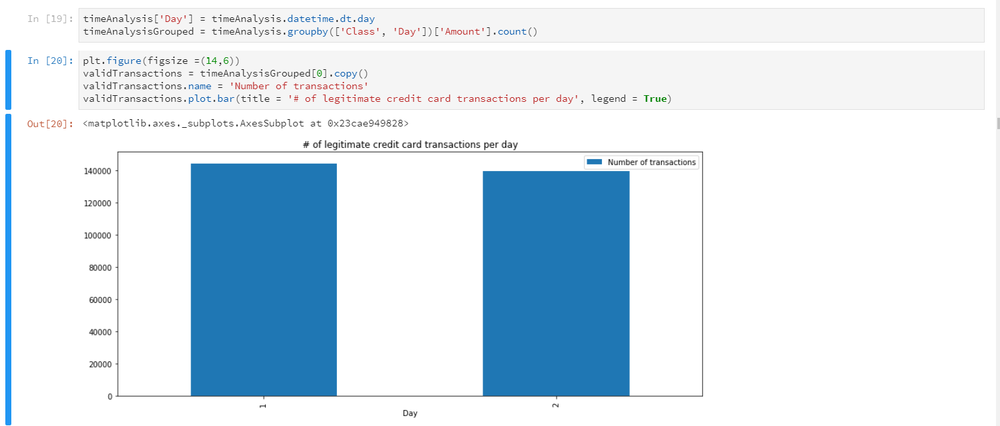 In [19]: timeAnalysis['Day'] = timeAnalysis.datetime.dt.day
timeAnalysisGrouped = timeAnalysis.groupby(['Class', 'Day'])['Amount'].count()
In [20]: plt.figure(figsize =(14,6))
validTransactions = timeAnalysisGrouped[0].copy()
validTransactions.name = 'Number of transactions'
validTransactions.plot.bar(title = '# of legitimate credit card transactions per day', legend = True)
Out[20]: <matplotlib.axes._subplots.AxesSubplot at 0x23cae949828>
# of legitimate credit card transactions per day
Number of transactions
140000
120000
100000
80000
60000
40000
20000
0
1
2
Day